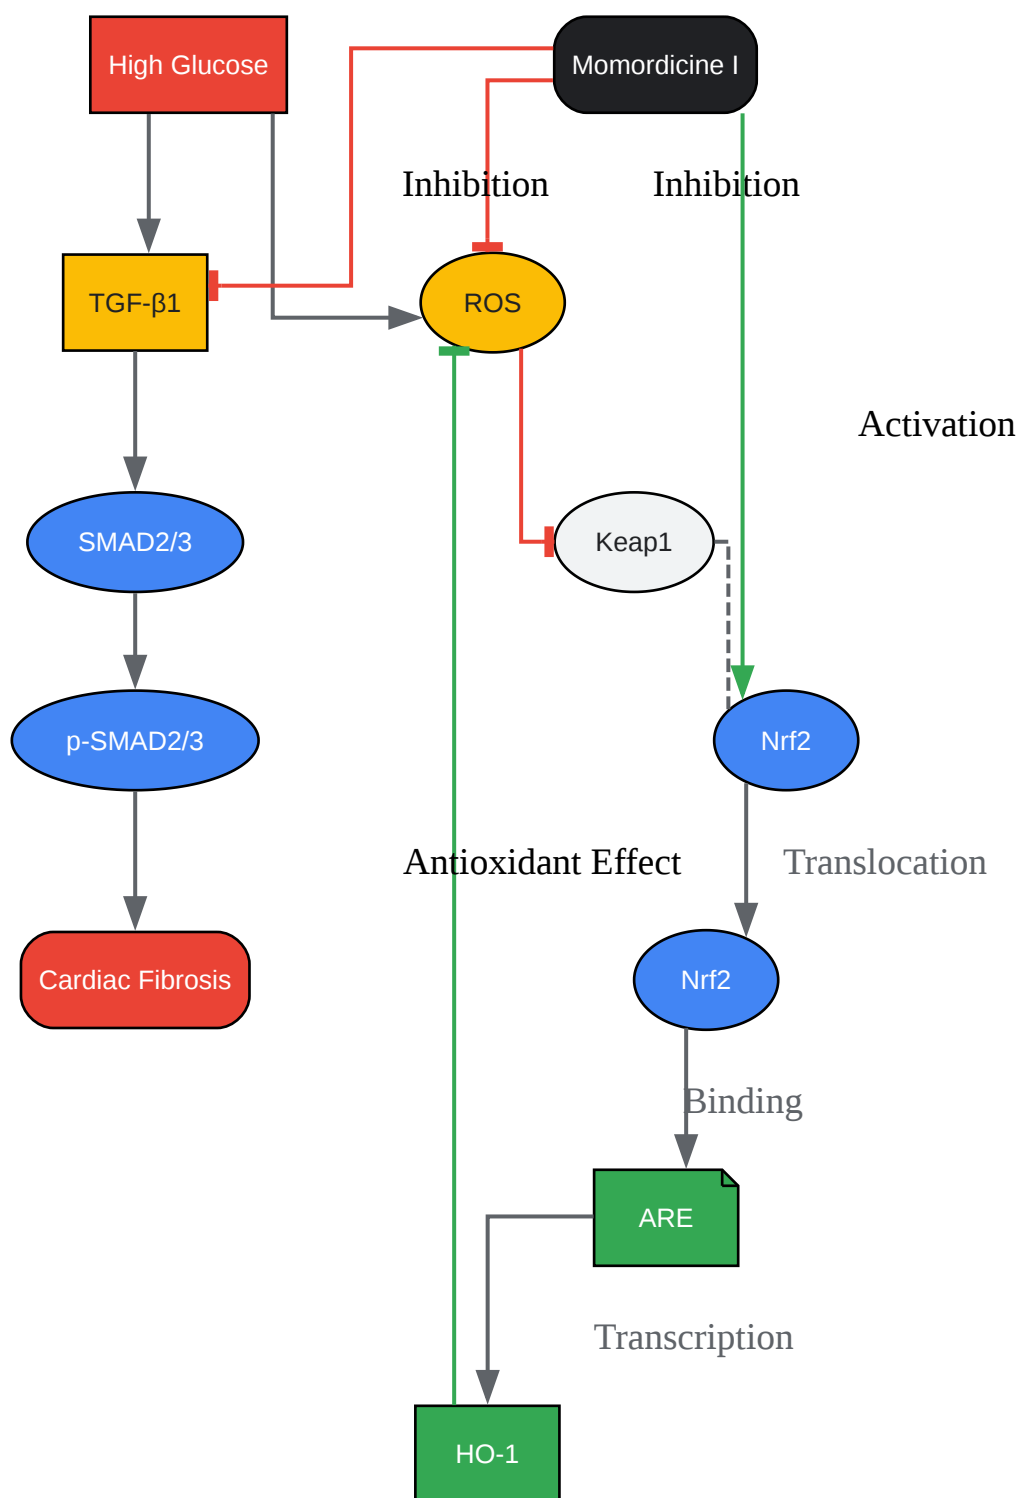 High Glucose
Momordicine I
Inhibition
Inhibition
TGF-β1
ROS
Activation
SMAD2/3
Keap1
p-SMAD2/3
Nrf2
Antioxidant Effect
Translocation
Cardiac Fibrosis
Nrf2
Binding
ARE
Transcription
HO-1